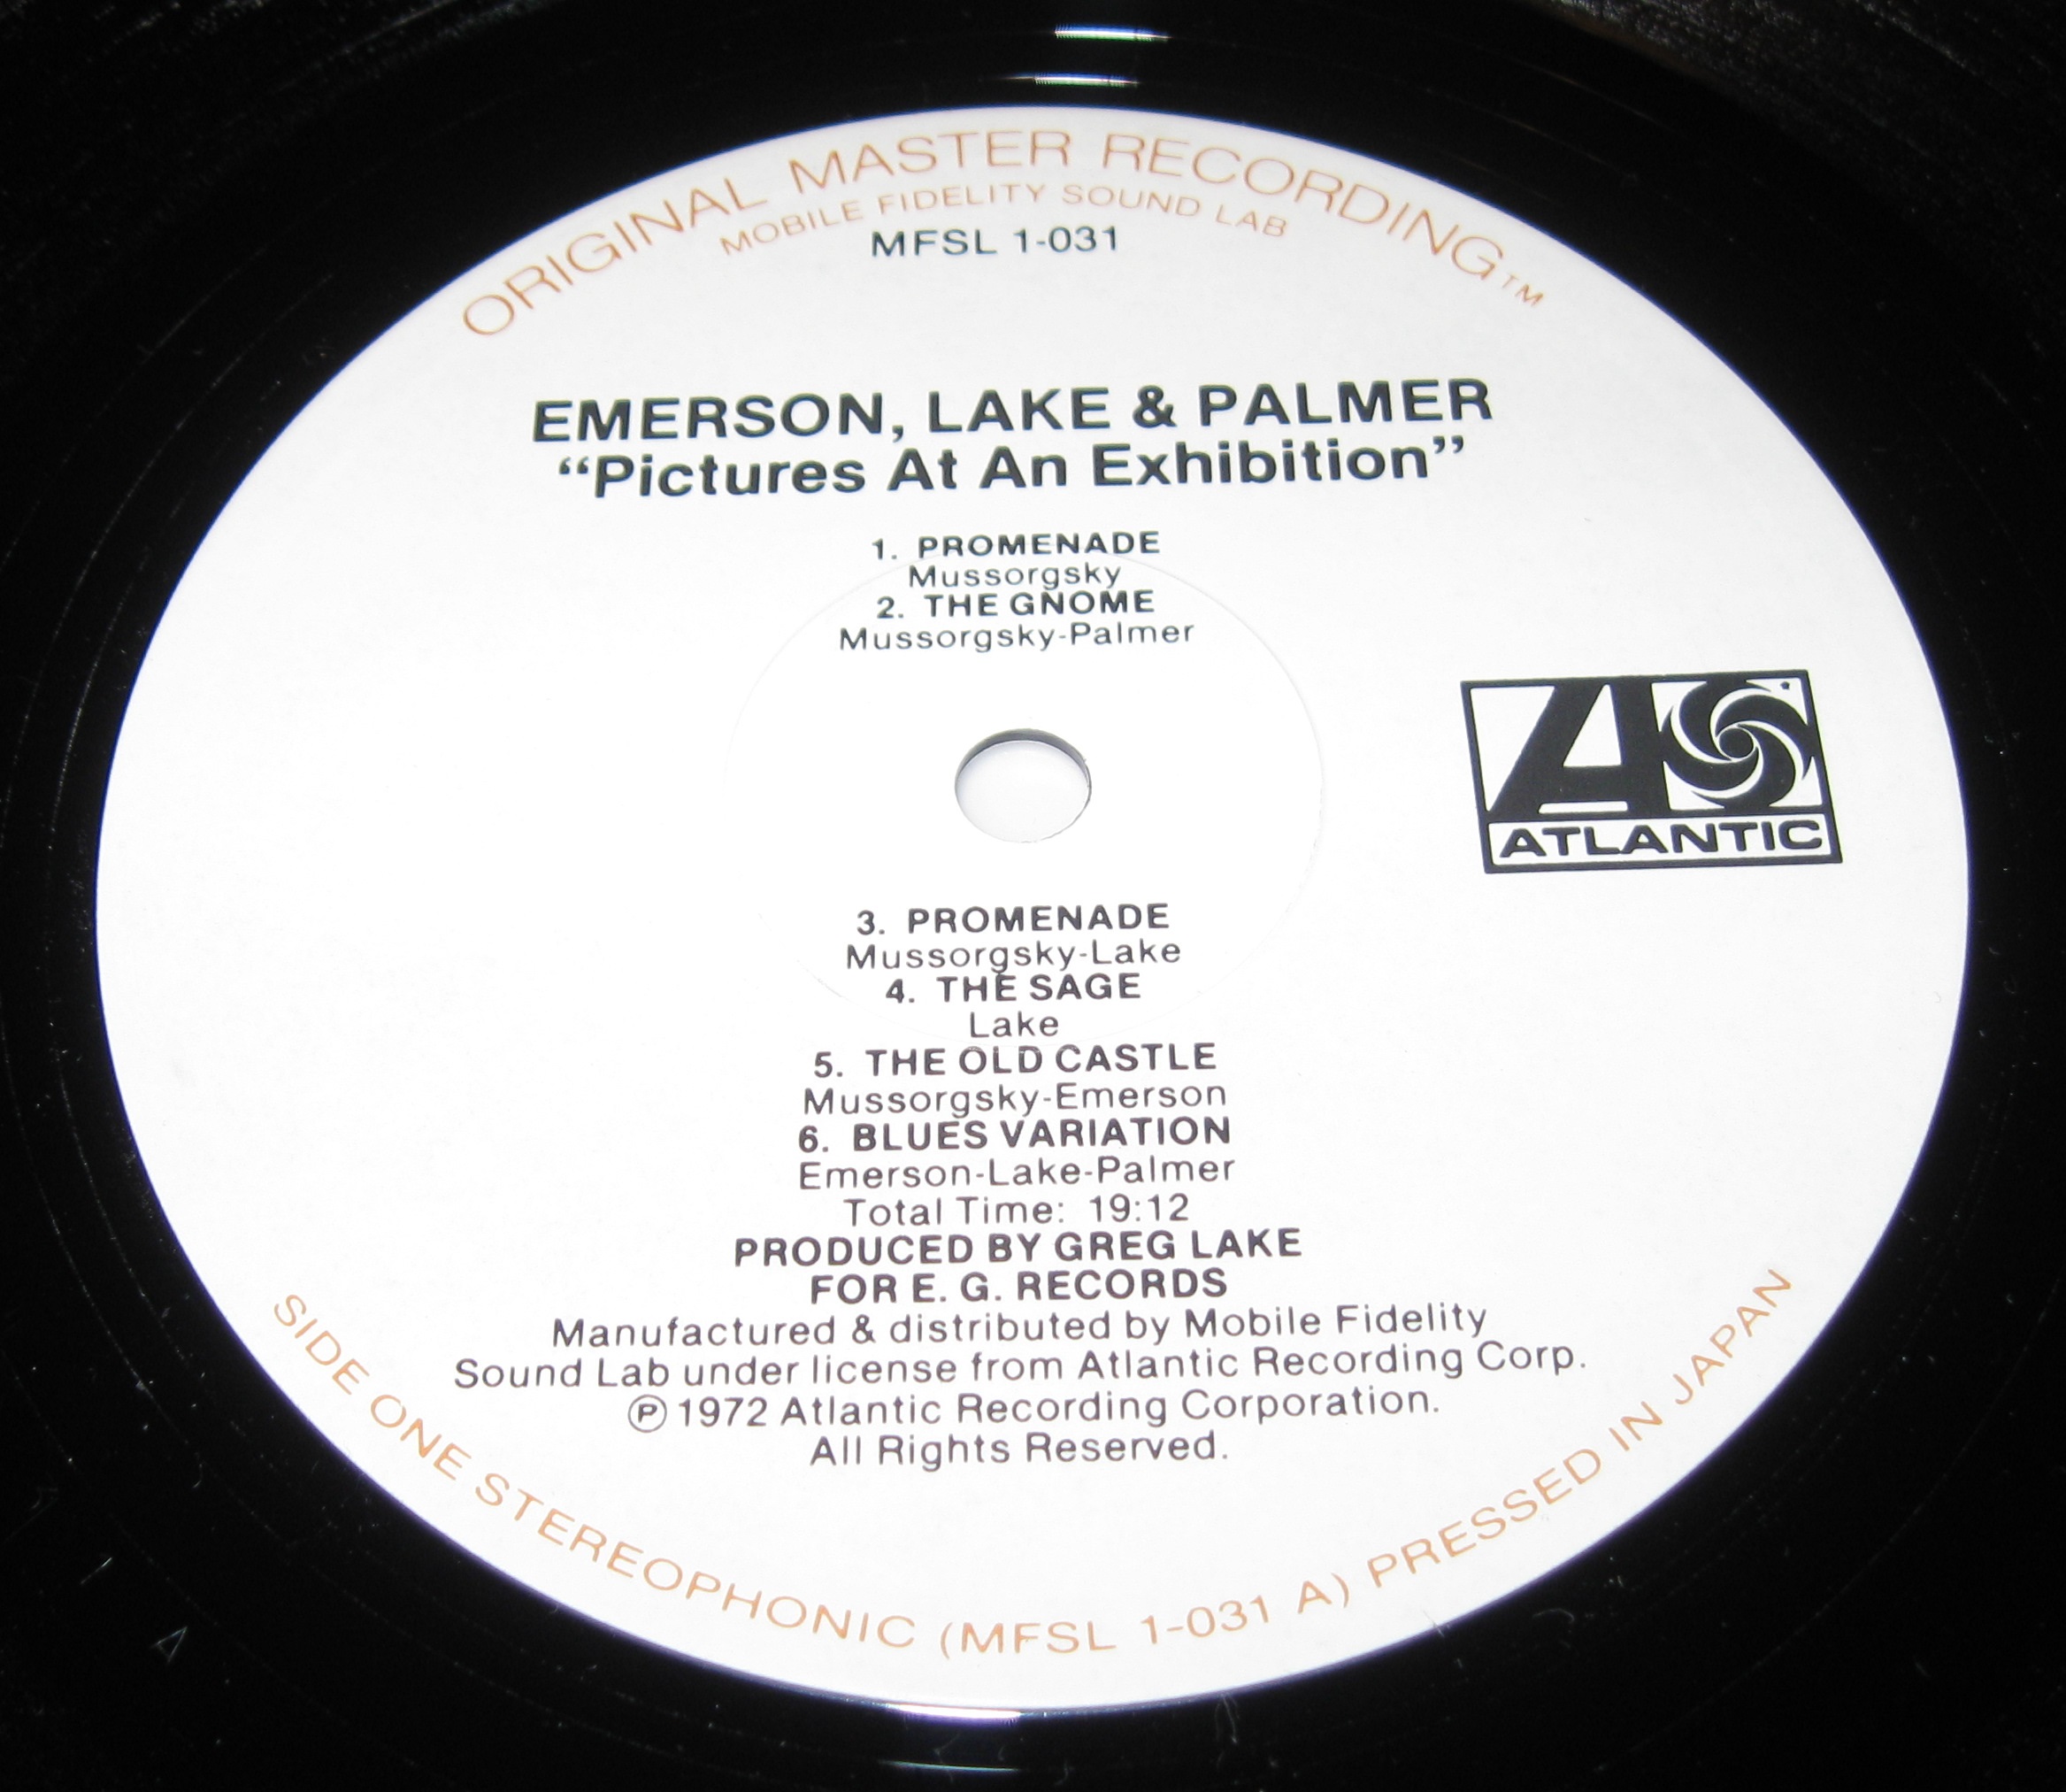 ORIGINAL MASTER RECORDING™
MOBILE FIDELITY SOUND LAB
MFSL 1-031
EMERSON, LAKE & PALMER
“Pictures At An Exhibition”
1. PROMENADE
Mussorgsky
2. THE GNOME
Mussorgsky-Palmer
ATLANTIC
3. PROMENADE
Mussorgsky-Lake
4. THE SAGE
Lake
5. THE OLD CASTLE
Mussorgsky-Emerson
6. BLUES VARIATION
Emerson-Lake-Palmer
Total Time: 19:12
PRODUCED BY GREG LAKE
FOR E. G. RECORDS
Manufactured & distributed by Mobile Fidelity
Sound Lab under license from Atlantic Recording Corp.
℗ 1972 Atlantic Recording Corporation.
All Rights Reserved.
SIDE ONE STEREOPHONIC (MFSL 1-031 A) PRESSED IN JAPAN